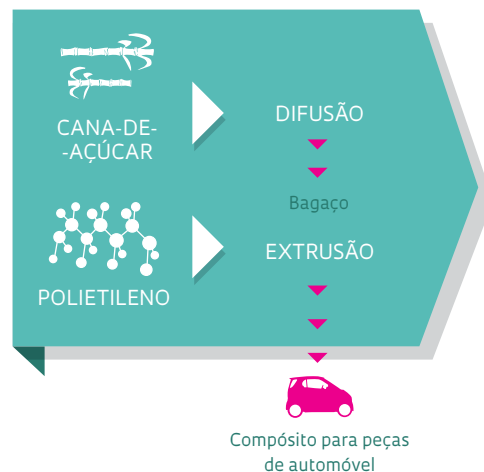 CANA-DE-
-AÇÚCAR
DIFUSÃO
Bagaço
POLIETILENO
EXTRUSÃO
Compósito para peças
de automóvel